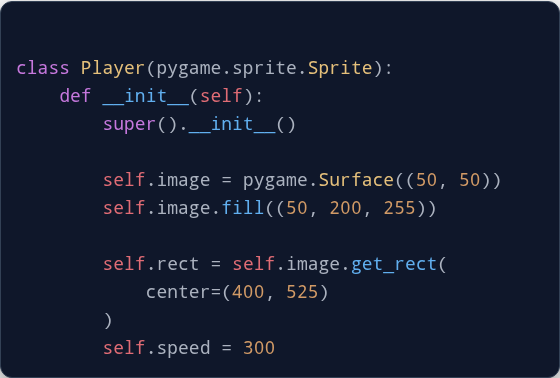 class Player(pygame.sprite.Sprite):
    def __init__(self):
        super().__init__()

        self.image = pygame.Surface((50, 50))
        self.image.fill((50, 200, 255))

        self.rect = self.image.get_rect(
            center=(400, 525)
        )
        self.speed = 300